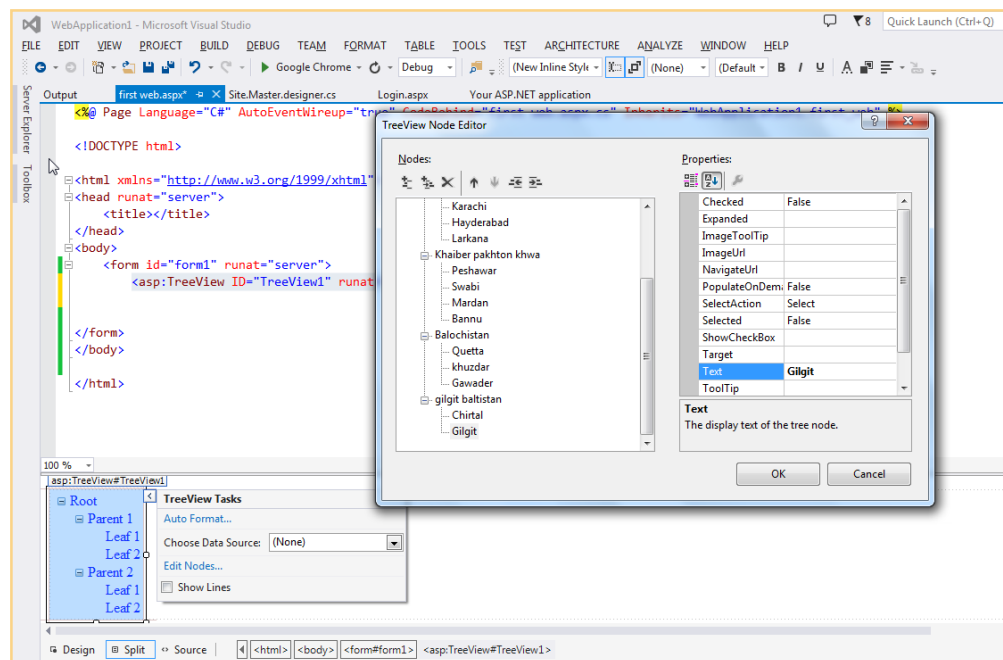 WebApplication1 - Microsoft Visual Studio
8
Quick Launch (Ctrl+Q)
FILE EDIT VIEW PROJECT BUILD DEBUG TEAM FORMAT TABLE TOOLS TEST ARCHITECTURE ANALYZE WINDOW HELP
Google Chrome Debug (New Inline Style (None) (Default B I U A
Server Explorer
Toolbox
Output first web.aspx* Site.Master.designer.cs Login.aspx Your ASP.NET application
<%@ Page Language="C#" AutoEventWireup="true" CodeBehind="first web.aspx.cs" Inherits="WebApplication1.first_web" %>
<!DOCTYPE html>
<html xmlns="http://www.w3.org/1999/xhtml"
<head runat="server">
<title></title>
</head>
<body>
<form id="form1" runat="server">
<asp:TreeView ID="TreeView1" runat
</form>
</body>
</html>
TreeView Node Editor
Nodes:
Karachi
Hayderabad
Larkana
Khaiber pakhton khwa
Peshawar
Swabi
Mardan
Bannu
Balochistan
Quetta
khuzdar
Gawader
gilgit baltistan
Chirtal
Gilgit
Properties:
Checked False
Expanded
ImageToolTip
ImageUrl
NavigateUrl
PopulateOnDema False
SelectAction Select
Selected False
ShowCheckBox
Target
Text Gilgit
ToolTip
Text
The display text of the tree node.
OK Cancel
100 %
asp:TreeView#TreeView1
Root
Parent 1
Leaf 1
Leaf 2
Parent 2
Leaf 1
Leaf 2
TreeView Tasks
Auto Format...
Choose Data Source: (None)
Edit Nodes...
Show Lines
Design Split Source <html> <body> <form#form1> <asp:TreeView#TreeView1>